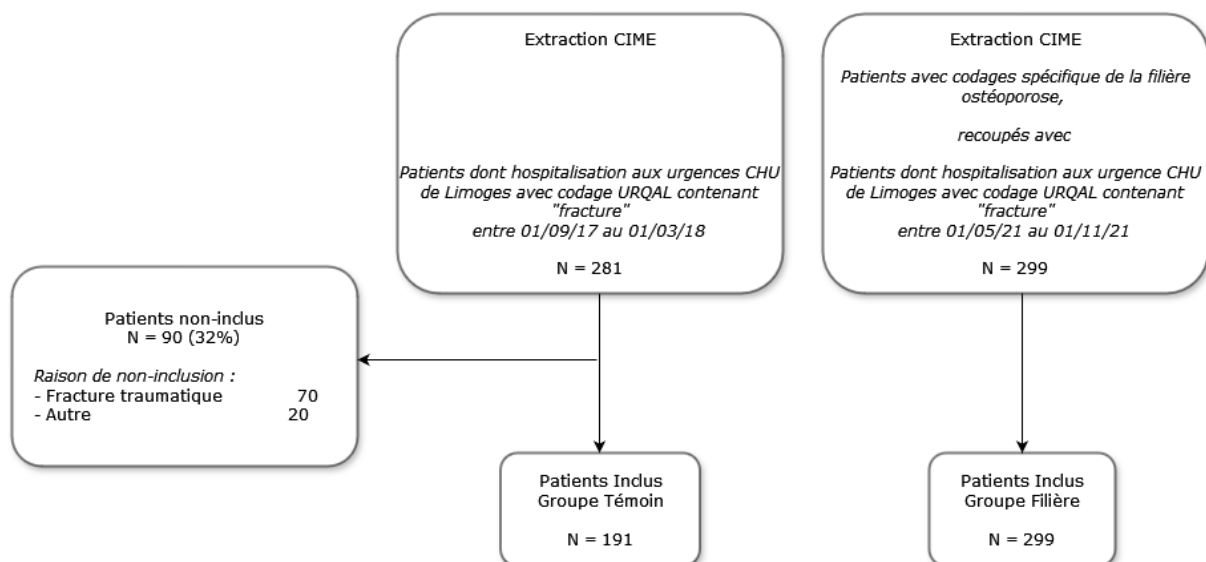 Extraction CIME
Patients dont hospitalisation aux urgences CHU
de Limoges avec codage URQAL contenant
"fracture"
entre 01/09/17 au 01/03/18
N = 281
Extraction CIME
Patients avec codages spécifique de la filière
ostéoporose,
recoupés avec
Patients dont hospitalisation aux urgence CHU
de Limoges avec codage URQAL contenant
"fracture"
entre 01/05/21 au 01/11/21
N = 299
Patients non-inclus
N = 90 (32%)
Raison de non-inclusion :
- Fracture traumatique 70
- Autre 20
Patients Inclus
Groupe Témoin
N = 191
Patients Inclus
Groupe Filière
N = 299